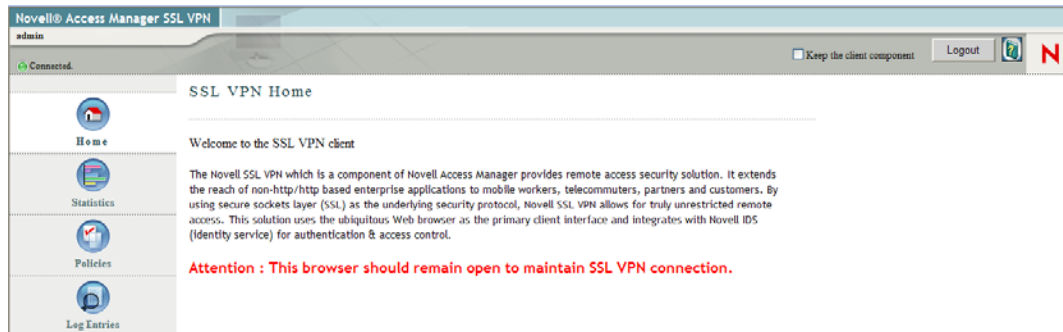 Novell® Access Manager SSL VPN
admin
Connected.
Keep the client component
Logout
N
Home
Statistics
Policies
Log Entries
SSL VPN Home
Welcome to the SSL VPN client
The Novell SSL VPN which is a component of Novell Access Manager provides remote access security solution. It extends
the reach of non-http/http based enterprise applications to mobile workers, telecommuters, partners and customers. By
using secure sockets layer (SSL) as the underlying security protocol, Novell SSL VPN allows for truly unrestricted remote
access. This solution uses the ubiquitous Web browser as the primary client interface and integrates with Novell IDS
(identity service) for authentication & access control.
Attention : This browser should remain open to maintain SSL VPN connection.